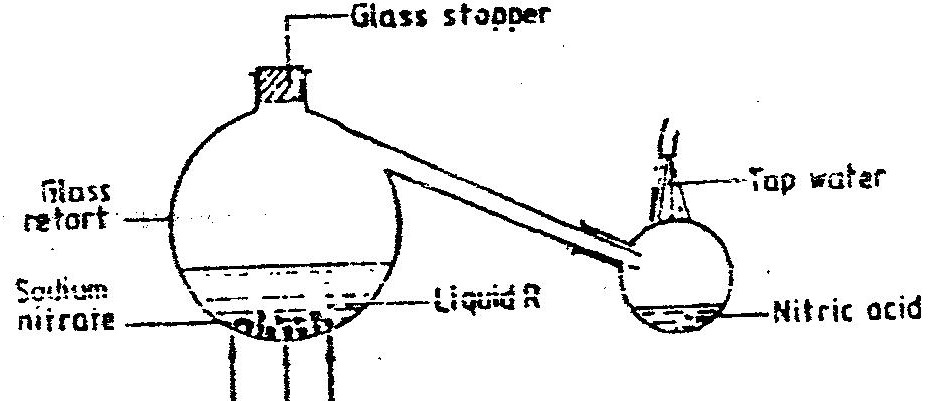 Glass stopper
Glass
retort
Tap water
Sodium
nitrate
Liquid R
Nitric acid